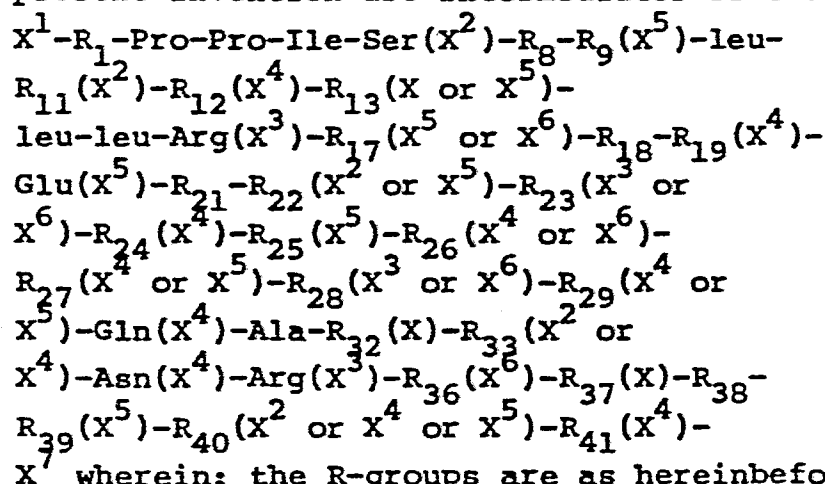 X¹-R₁-Pro-Pro-Ile-Ser(X²)-R₈-R₉(X⁵)-leu-
R₁₁(X²)-R₁₂(X⁴)-R₁₃(X or X⁵)-
leu-leu-Arg(X³)-R₁₇(X⁵ or X⁶)-R₁₈-R₁₉(X⁴)-
Glu(X⁵)-R₂₁-R₂₂(X² or X⁵)-R₂₃(X³ or
X⁶)-R₂₄(X⁴)-R₂₅(X⁵)-R₂₆(X⁴ or X⁶)-
R₂₇(X⁴ or X⁵)-R₂₈(X³ or X⁶)-R₂₉(X⁴ or
X⁵)-Gln(X⁴)-Ala-R₃₂(X)-R₃₃(X² or
X⁴)-Asn(X⁴)-Arg(X³)-R₃₆(X⁶)-R₃₇(X)-R₃₈-
R₃₉(X⁵)-R₄₀(X² or X⁴ or X⁵)-R₄₁(X⁴)-
X⁷ wherein: the R-groups are as hereinbefo